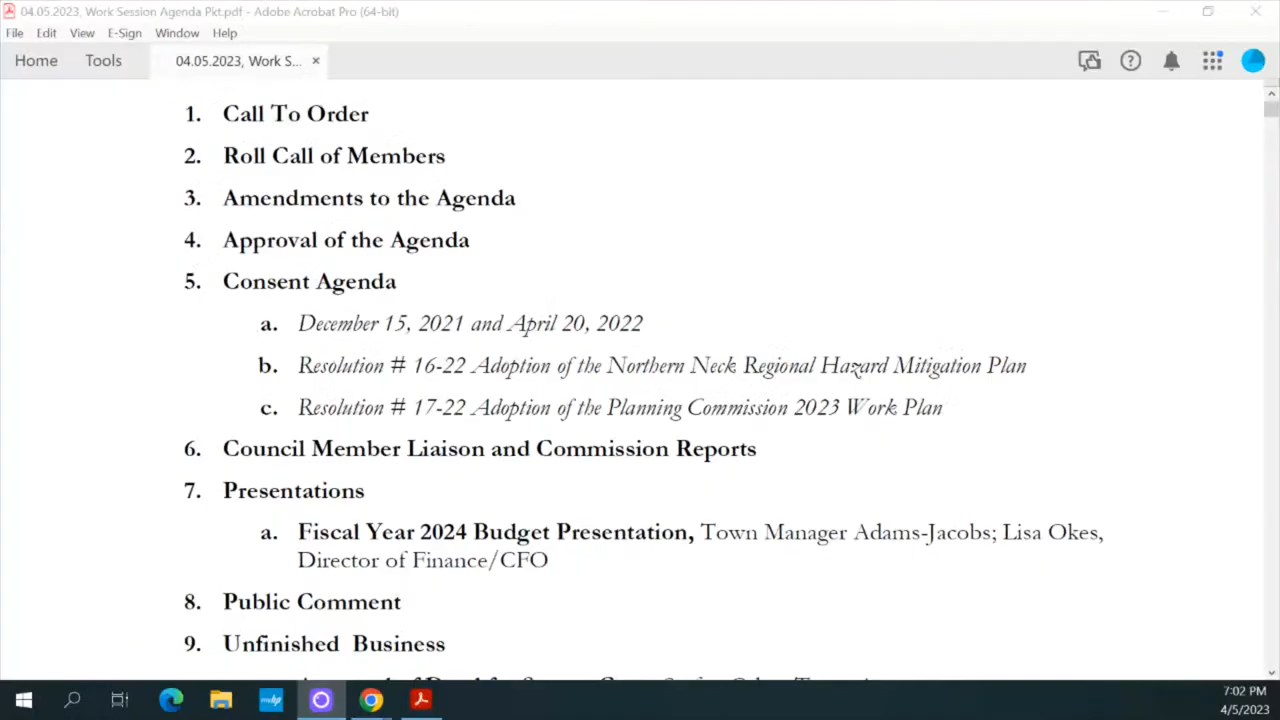 04.05.2023, Work Session Agenda Pkt.pdf - Adobe Acrobat Pro (64-bit)
File Edit View E-Sign Window Help
Home Tools 04.05.2023, Work S... ×
1. Call To Order
2. Roll Call of Members
3. Amendments to the Agenda
4. Approval of the Agenda
5. Consent Agenda
a. December 15, 2021 and April 20, 2022
b. Resolution # 16-22 Adoption of the Northern Neck Regional Hazard Mitigation Plan
c. Resolution # 17-22 Adoption of the Planning Commission 2023 Work Plan
6. Council Member Liaison and Commission Reports
7. Presentations
a. Fiscal Year 2024 Budget Presentation, Town Manager Adams-Jacobs; Lisa Okes,
Director of Finance/CFO
8. Public Comment
9. Unfinished Business
myhp
7:02 PM
4/5/2023